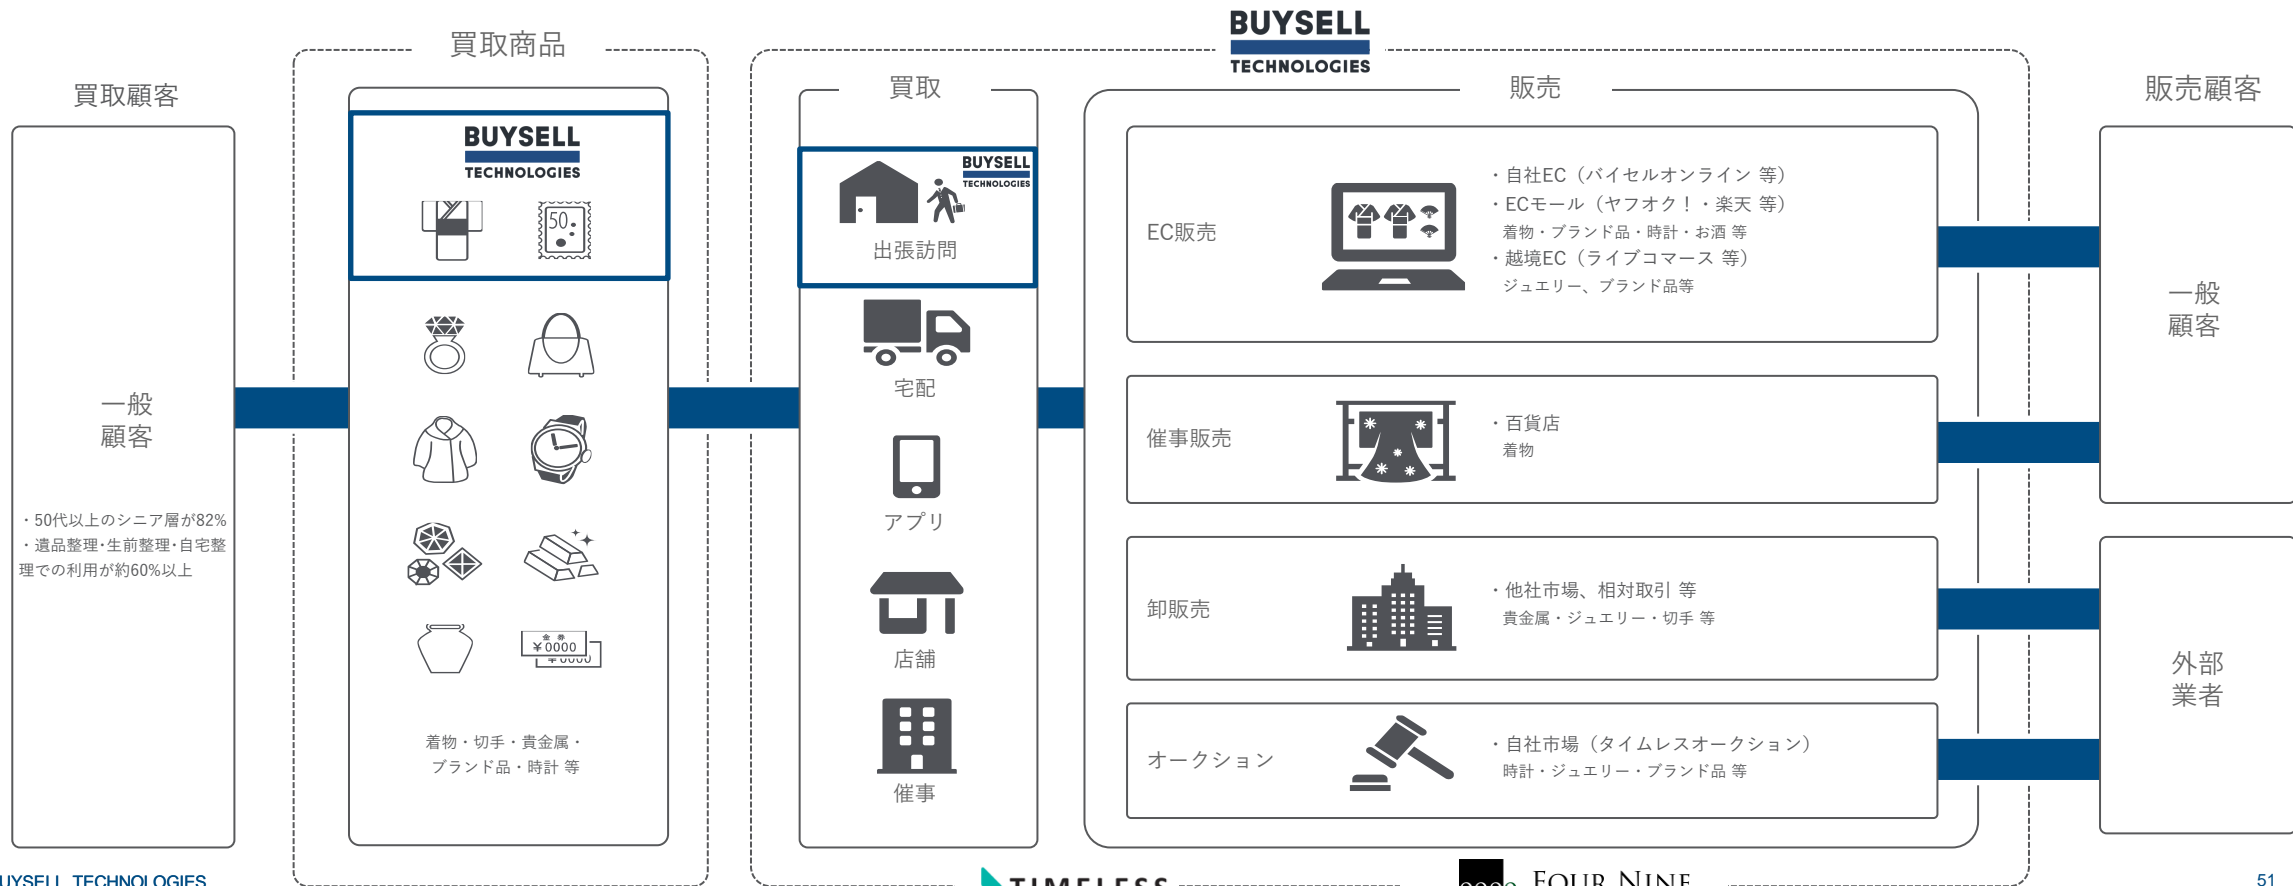 BUYSELL
TECHNOLOGIES
買取商品
買取顧客
一般
顧客
・50代以上のシニア層が82%
・遺品整理・生前整理・自宅整
理での利用が約60%以上
BUYSELL
TECHNOLOGIES
50
金券
¥0000
¥0000
着物・切手・貴金属・
ブランド品・時計 等
買取
BUYSELL
TECHNOLOGIES
出張訪問
宅配
アプリ
店舗
催事
販売
EC販売
・自社EC（バイセルオンライン 等）
・ECモール（ヤフオク！・楽天 等）
着物・ブランド品・時計・お酒 等
・越境EC（ライブコマース 等）
ジュエリー、ブランド品等
催事販売
・百貨店
着物
卸販売
・他社市場、相対取引 等
貴金属・ジュエリー・切手 等
オークション
・自社市場（タイムレスオークション）
時計・ジュエリー・ブランド品 等
販売顧客
一般
顧客
外部
業者
UYSELL TECHNOLOGIES
TIMELESS
FOUR NINE
51